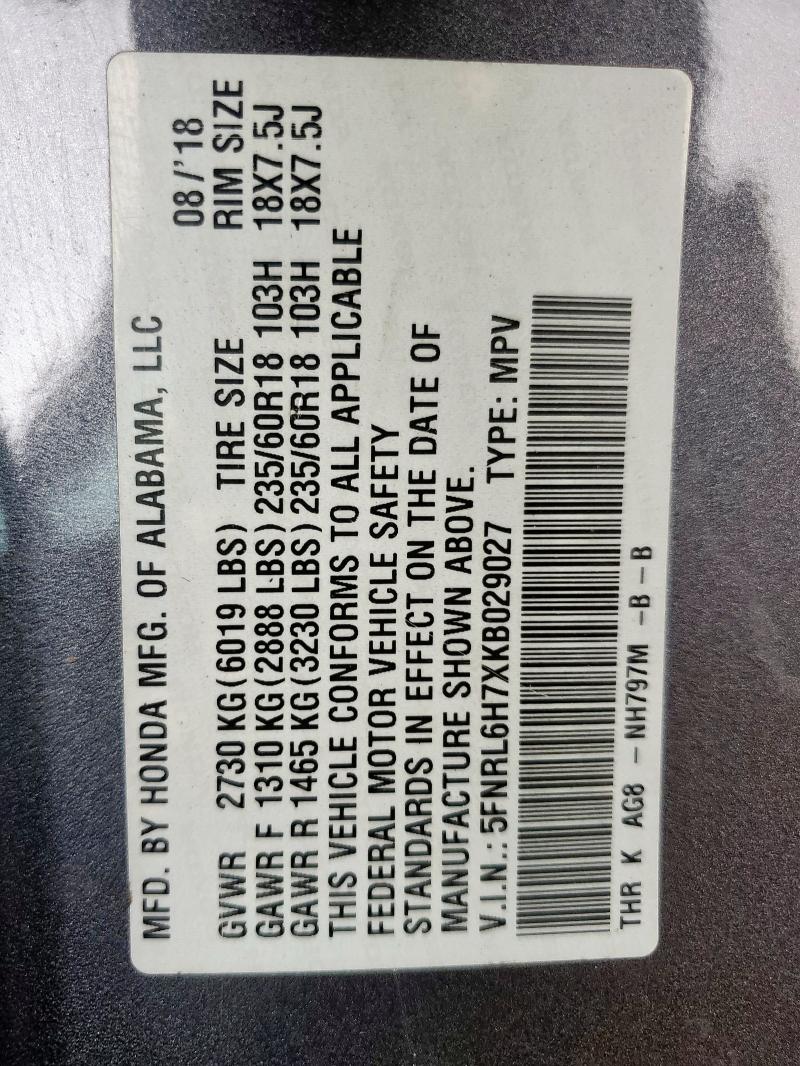 MFD. BY HONDA MFG. OF ALABAMA, LLC 08/'18
GVWR 2730 KG(6019 LBS) TIRE SIZE RIM SIZE
GAWR F 1310 KG(2888 LBS)235/60R18 103H 18X7.5J
GAWR R 1465 KG(3230 LBS)235/60R18 103H 18X7.5J
THIS VEHICLE CONFORMS TO ALL APPLICABLE
FEDERAL MOTOR VEHICLE SAFETY
STANDARDS IN EFFECT ON THE DATE OF
MANUFACTURE SHOWN ABOVE.
V.I.N.:5FNRL6H7XKB029027 TYPE: MPV
THR K AG8 - NH797M -B - B